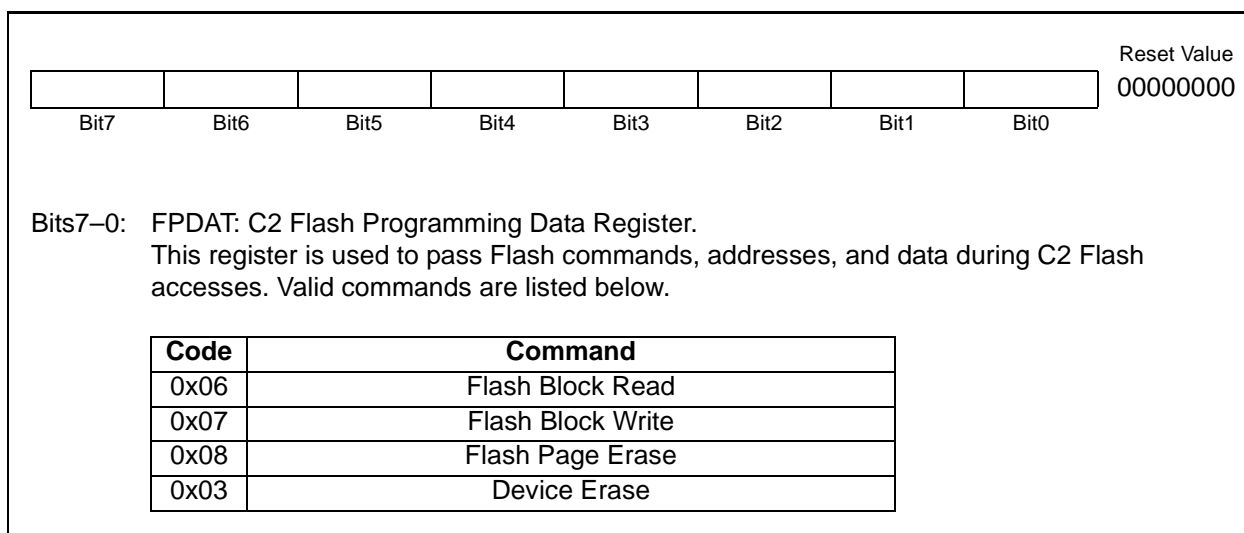 Reset Value
00000000
Bit7 Bit6 Bit5 Bit4 Bit3 Bit2 Bit1 Bit0
Bits7–0: FPDAT: C2 Flash Programming Data Register.
This register is used to pass Flash commands, addresses, and data during C2 Flash
accesses. Valid commands are listed below.
Code Command
0x06 Flash Block Read
0x07 Flash Block Write
0x08 Flash Page Erase
0x03 Device Erase